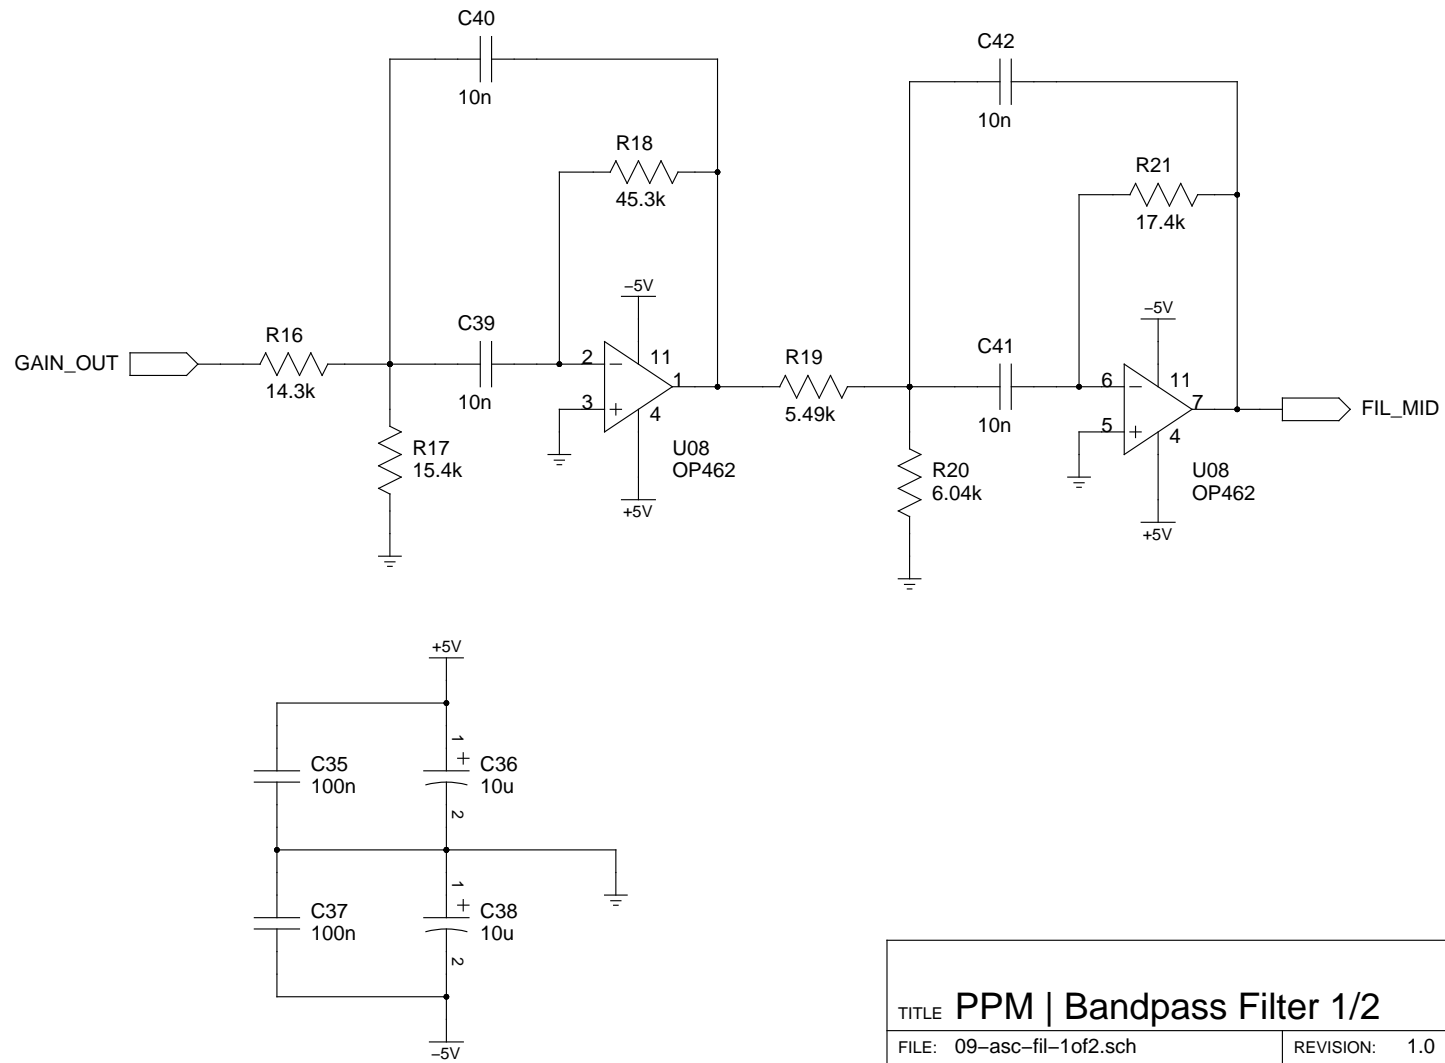 C40
10n
C42
10n
R18
45.3k
R21
17.4k
−5V
−5V
GAIN_OUT
R16
14.3k
C39
10n
2
3
11
1
4
R19
5.49k
C41
10n
6
5
11
7
4
FIL_MID
R17
15.4k
U08
OP462
+5V
R20
6.04k
U08
OP462
+5V
+5V
C35
100n
1
+
C36
10u
2
C37
100n
1
+
C38
10u
2
−5V
TITLE PPM | Bandpass Filter 1/2
FILE: 09−asc−fil−1of2.sch REVISION: 1.0